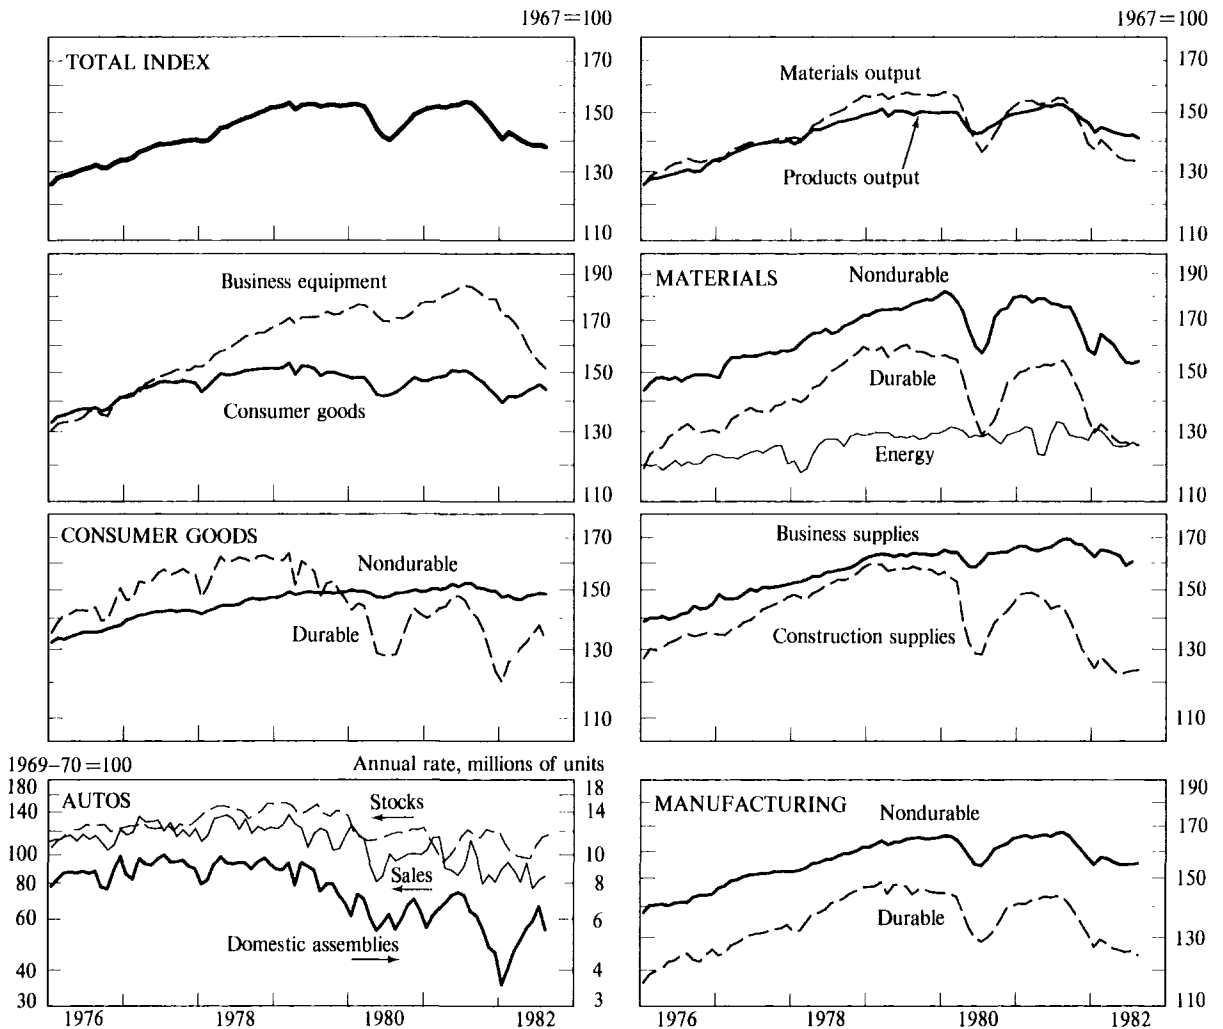 1967=100
TOTAL INDEX
170
150
130
110
1967=100
Materials output
Products output
170
150
130
110
Business equipment
Consumer goods
190
170
150
130
110
MATERIALS
Nondurable
Durable
Energy
190
170
150
130
110
CONSUMER GOODS
Nondurable
Durable
170
150
130
110
Business supplies
Construction supplies
170
150
130
110
1969–70=100
Annual rate, millions of units
180
140
100
80
60
40
30
AUTOS
Stocks
Sales
Domestic assemblies
18
14
10
8
6
4
3
1976
1978
1980
1982
MANUFACTURING
Nondurable
Durable
190
170
150
130
110
1976
1978
1980
1982